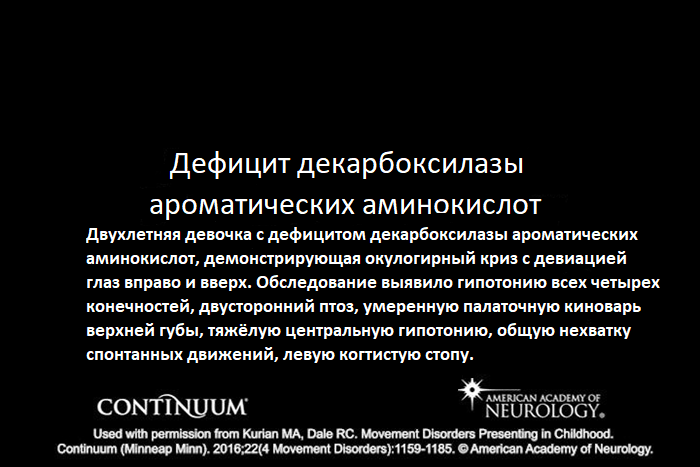 Дефицит декарбоксилазы
ароматических аминокислот
Двухлетняя девочка с дефицитом декарбоксилазы ароматических
аминокислот, демонстрирующая окулогирный криз с девиацией
глаз вправо и вверх. Обследование выявило гипотонию всех четырех
конечностей, двусторонний птоз, умеренную палаточную киноварь
верхней губы, тяжёлую центральную гипотонию, общую нехватку
спонтанных движений, левую когтистую стопу.
CONTINUUM®
AMERICAN ACADEMY OF
NEUROLOGY®
Used with permission from Kurian MA, Dale RC. Movement Disorders Presenting in Childhood.
Continuum (Minneap Minn). 2016;22(4 Movement Disorders):1159-1185. © American Academy of Neurology.